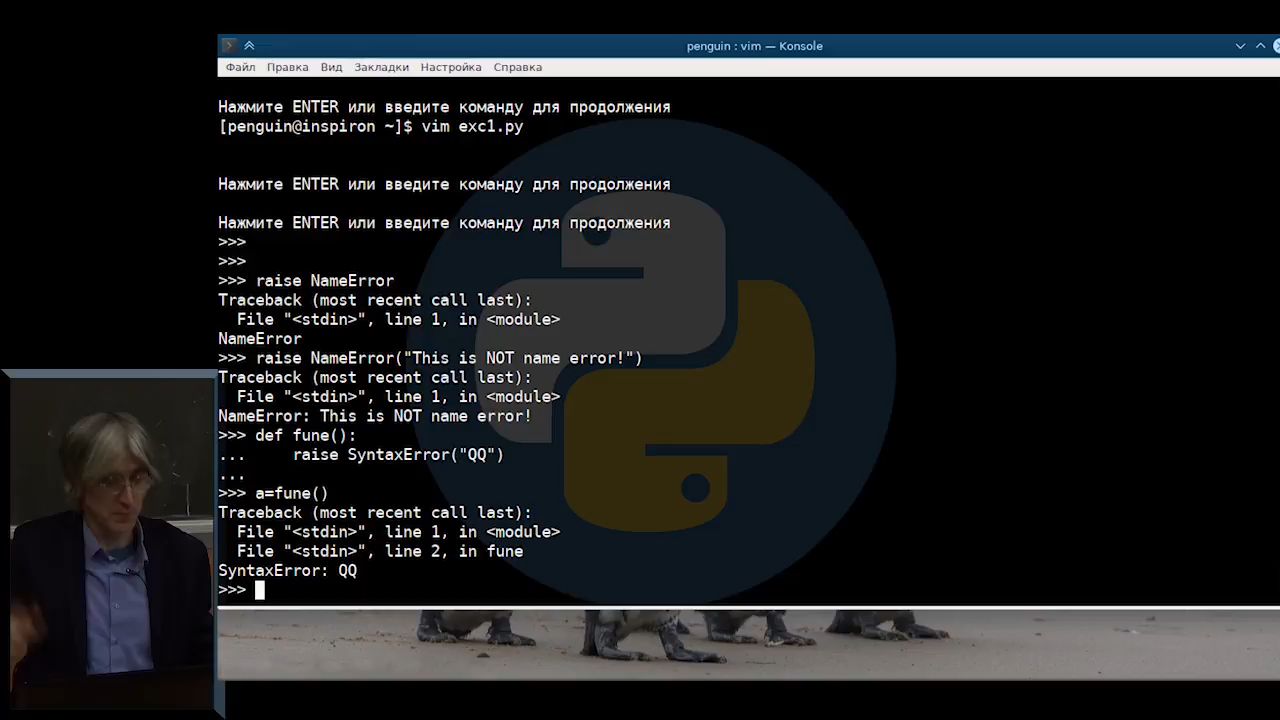 penguin : vim — Konsole
Файл Правка Вид Закладки Настройка Справка
Нажмите ENTER или введите команду для продолжения
[penguin@inspiron ~]$ vim exc1.py
Нажмите ENTER или введите команду для продолжения
Нажмите ENTER или введите команду для продолжения
>>>
>>>
>>> raise NameError
Traceback (most recent call last):
  File "<stdin>", line 1, in <module>
NameError
>>> raise NameError("This is NOT name error!")
Traceback (most recent call last):
  File "<stdin>", line 1, in <module>
NameError: This is NOT name error!
>>> def fune():
...     raise SyntaxError("QQ")
...
>>> a=fune()
Traceback (most recent call last):
  File "<stdin>", line 1, in <module>
  File "<stdin>", line 2, in fune
SyntaxError: QQ
>>>